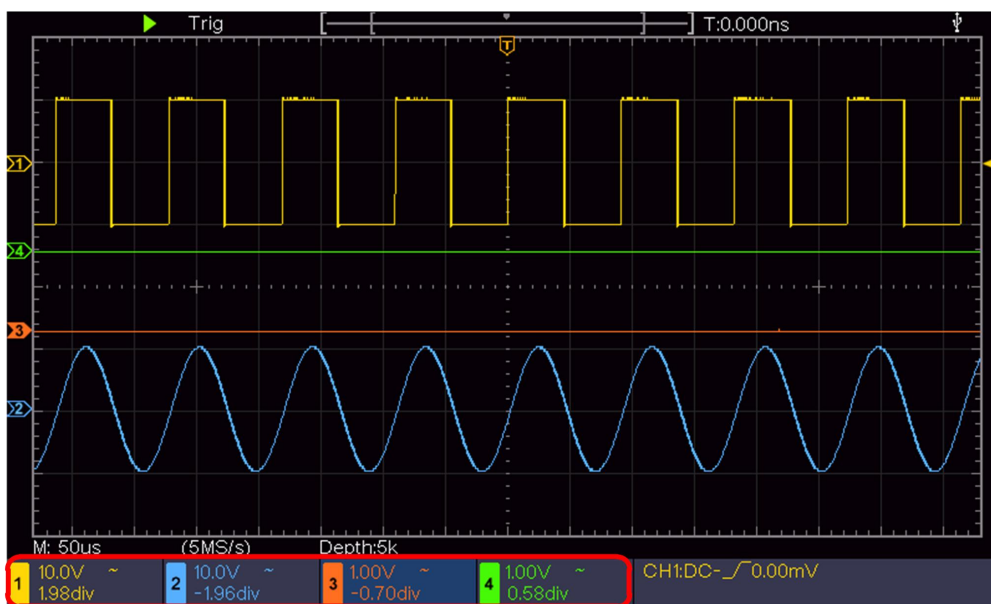 Trig T:0.000ns
T
1
4
3
2
M: 50us (5MS/s) Depth:5k
1 10.0V ~ 2 10.0V ~ 3 1.00V ~ 4 1.00V ~ CH1:DC-_/‾0.00mV
1.98div -1.96div -0.70div 0.58div